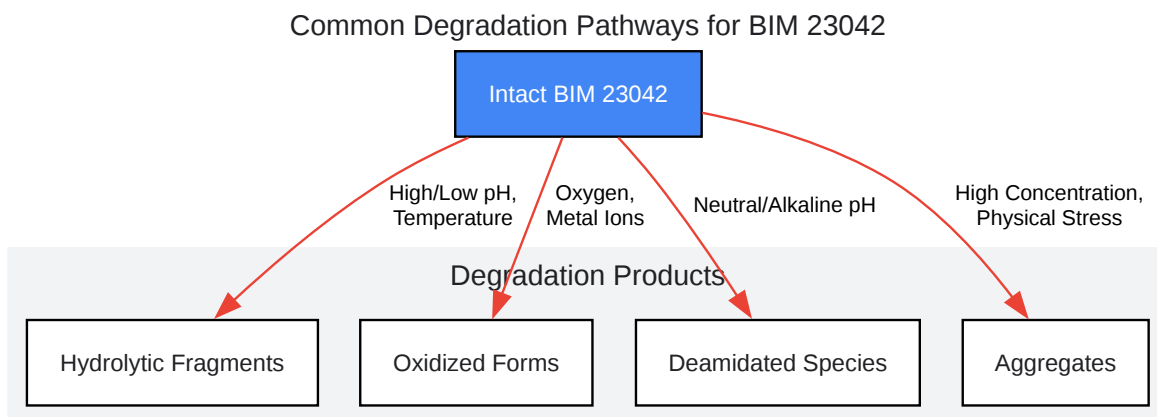 Common Degradation Pathways for BIM 23042
Intact BIM 23042
High/Low pH,
Temperature
Oxygen,
Metal Ions
Neutral/Alkaline pH
High Concentration,
Physical Stress
Degradation Products
Hydrolytic Fragments
Oxidized Forms
Deamidated Species
Aggregates